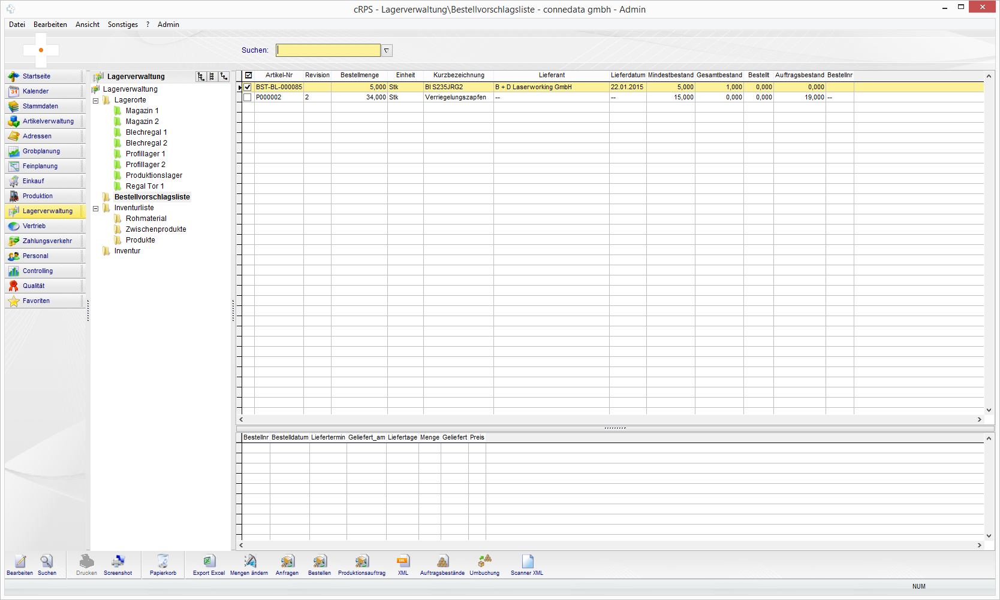 cRPS - Lagerverwaltung\Bestellvorschlagsliste - connedata gmbh - Admin
Datei Bearbeiten Ansicht Sonstiges ? Admin
Suchen:
Startseite
Kalender
Stammdaten
Artikelverwaltung
Adressen
Grobplanung
Feinplanung
Einkauf
Produktion
Lagerverwaltung
Vertrieb
Zahlungsverkehr
Personal
Controlling
Qualität
Favoriten
Lagerverwaltung
Lagerverwaltung
Lagerorte
Magazin 1
Magazin 2
Blechregal 1
Blechregal 2
Profillager 1
Profillager 2
Produktionslager
Regal Tor 1
Bestellvorschlagsliste
Inventurliste
Rohmaterial
Zwischenprodukte
Produkte
Inventur
Artikel-Nr Revision Bestellmenge Einheit Kurzbezeichnung Lieferant Lieferdatum Mindestbestand Gesamtbestand Bestellt Auftragsbestand Bestellnr
BST-BL-000085 5,000 Stk Bl S235JRG2 B + D Laserworking GmbH 22.01.2015 5,000 1,000 0,000 0,000
P000002 2 34,000 Stk Verriegelungszapfen -- -- 15,000 0,000 0,000 19,000 --
Bestellnr Bestelldatum Liefertermin Geliefert_am Liefertage Menge Geliefert Preis
Bearbeiten Suchen Drucken Screenshot Papierkorb Export Excel Mengen ändern Anfragen Bestellen Produktionsauftrag XML Auftragsbestände Umbuchung Scanner XML
NUM